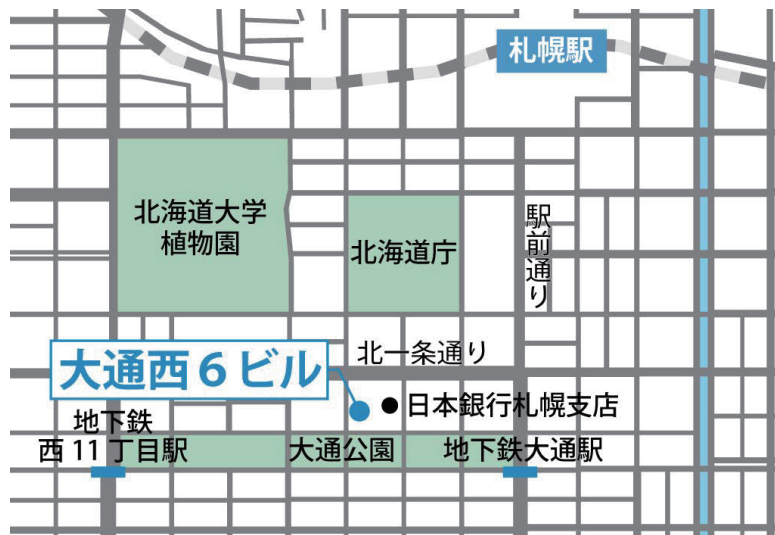 札幌駅
北海道大学
植物園
北海道庁
駅前通り
北一条通り
大通西6ビル
日本銀行札幌支店
地下鉄
西11丁目駅
大通公園
地下鉄大通駅